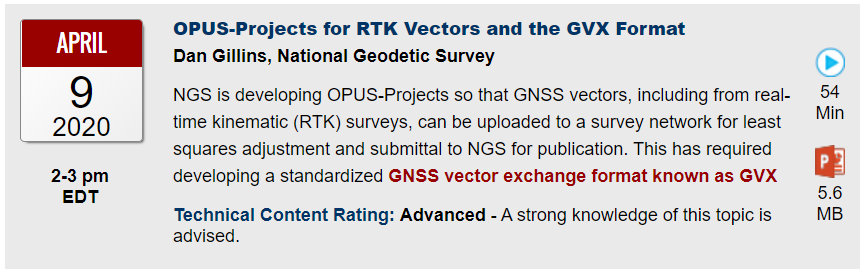 APRIL
9
2020
2-3 pm
EDT
OPUS-Projects for RTK Vectors and the GVX Format
Dan Gillins, National Geodetic Survey
NGS is developing OPUS-Projects so that GNSS vectors, including from real-
time kinematic (RTK) surveys, can be uploaded to a survey network for least
squares adjustment and submittal to NGS for publication. This has required
developing a standardized GNSS vector exchange format known as GVX
Technical Content Rating: Advanced - A strong knowledge of this topic is
advised.
54
Min
P
5.6
MB